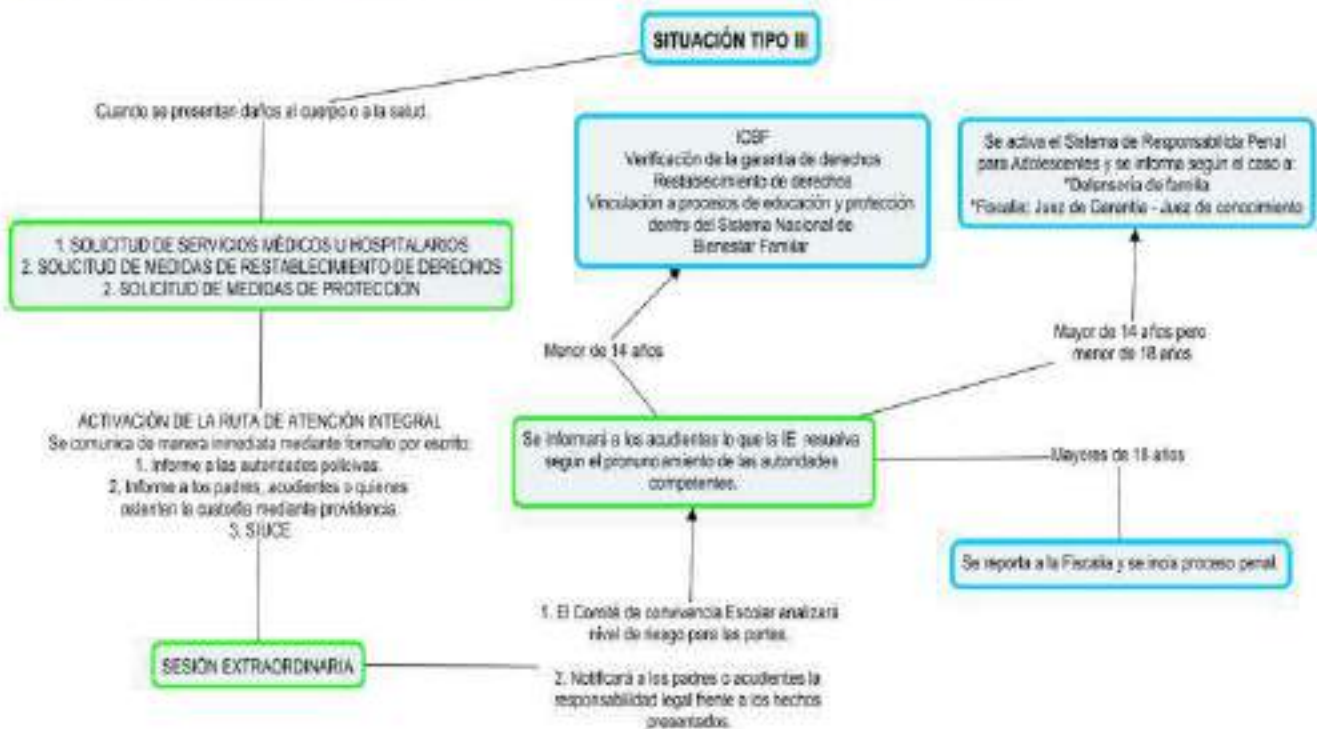 SITUACIÓN TIPO III
Cuando se presentan daños al cuerpo o a la salud.
1. SOLICITUD DE SERVICIOS MÉDICOS U HOSPITALARIOS
2. SOLICITUD DE MEDIDAS DE RESTABLECIMIENTO DE DERECHOS
2. SOLICITUD DE MEDIDAS DE PROTECCIÓN
ACTIVACIÓN DE LA RUTA DE ATENCIÓN INTEGRAL
Se comunica de manera inmediata mediante formato por escrito:
1. Informe a las autoridades policivas.
2. Informe a los padres, acudientes o quienes
ostenten la custodia mediante providencia.
3. SIUCE
SESIÓN EXTRAORDINARIA
1. El Comité de convivencia Escolar analizará
nivel de riesgo para las partes.
2. Notificará a los padres o acudientes la
responsabilidad legal frente a los hechos
presentados.
Se informará a los acudientes lo que la IE resuelva
según el pronunciamiento de las autoridades
competentes.
Menor de 14 años
ICBF
Verificación de la garantía de derechos
Restablecimiento de derechos
Vinculación a procesos de educación y protección
dentro del Sistema Nacional de
Bienestar Familiar
Mayor de 14 años pero
menor de 18 años
Se activa el Sistema de Responsabilida Penal
para Adolescentes y se informa según el caso a:
*Defensoría de familia
*Fiscalía: Juez de Garantía - Juez de conocimiento
Mayores de 18 años
Se reporta a la Fiscalía y se incia proceso penal